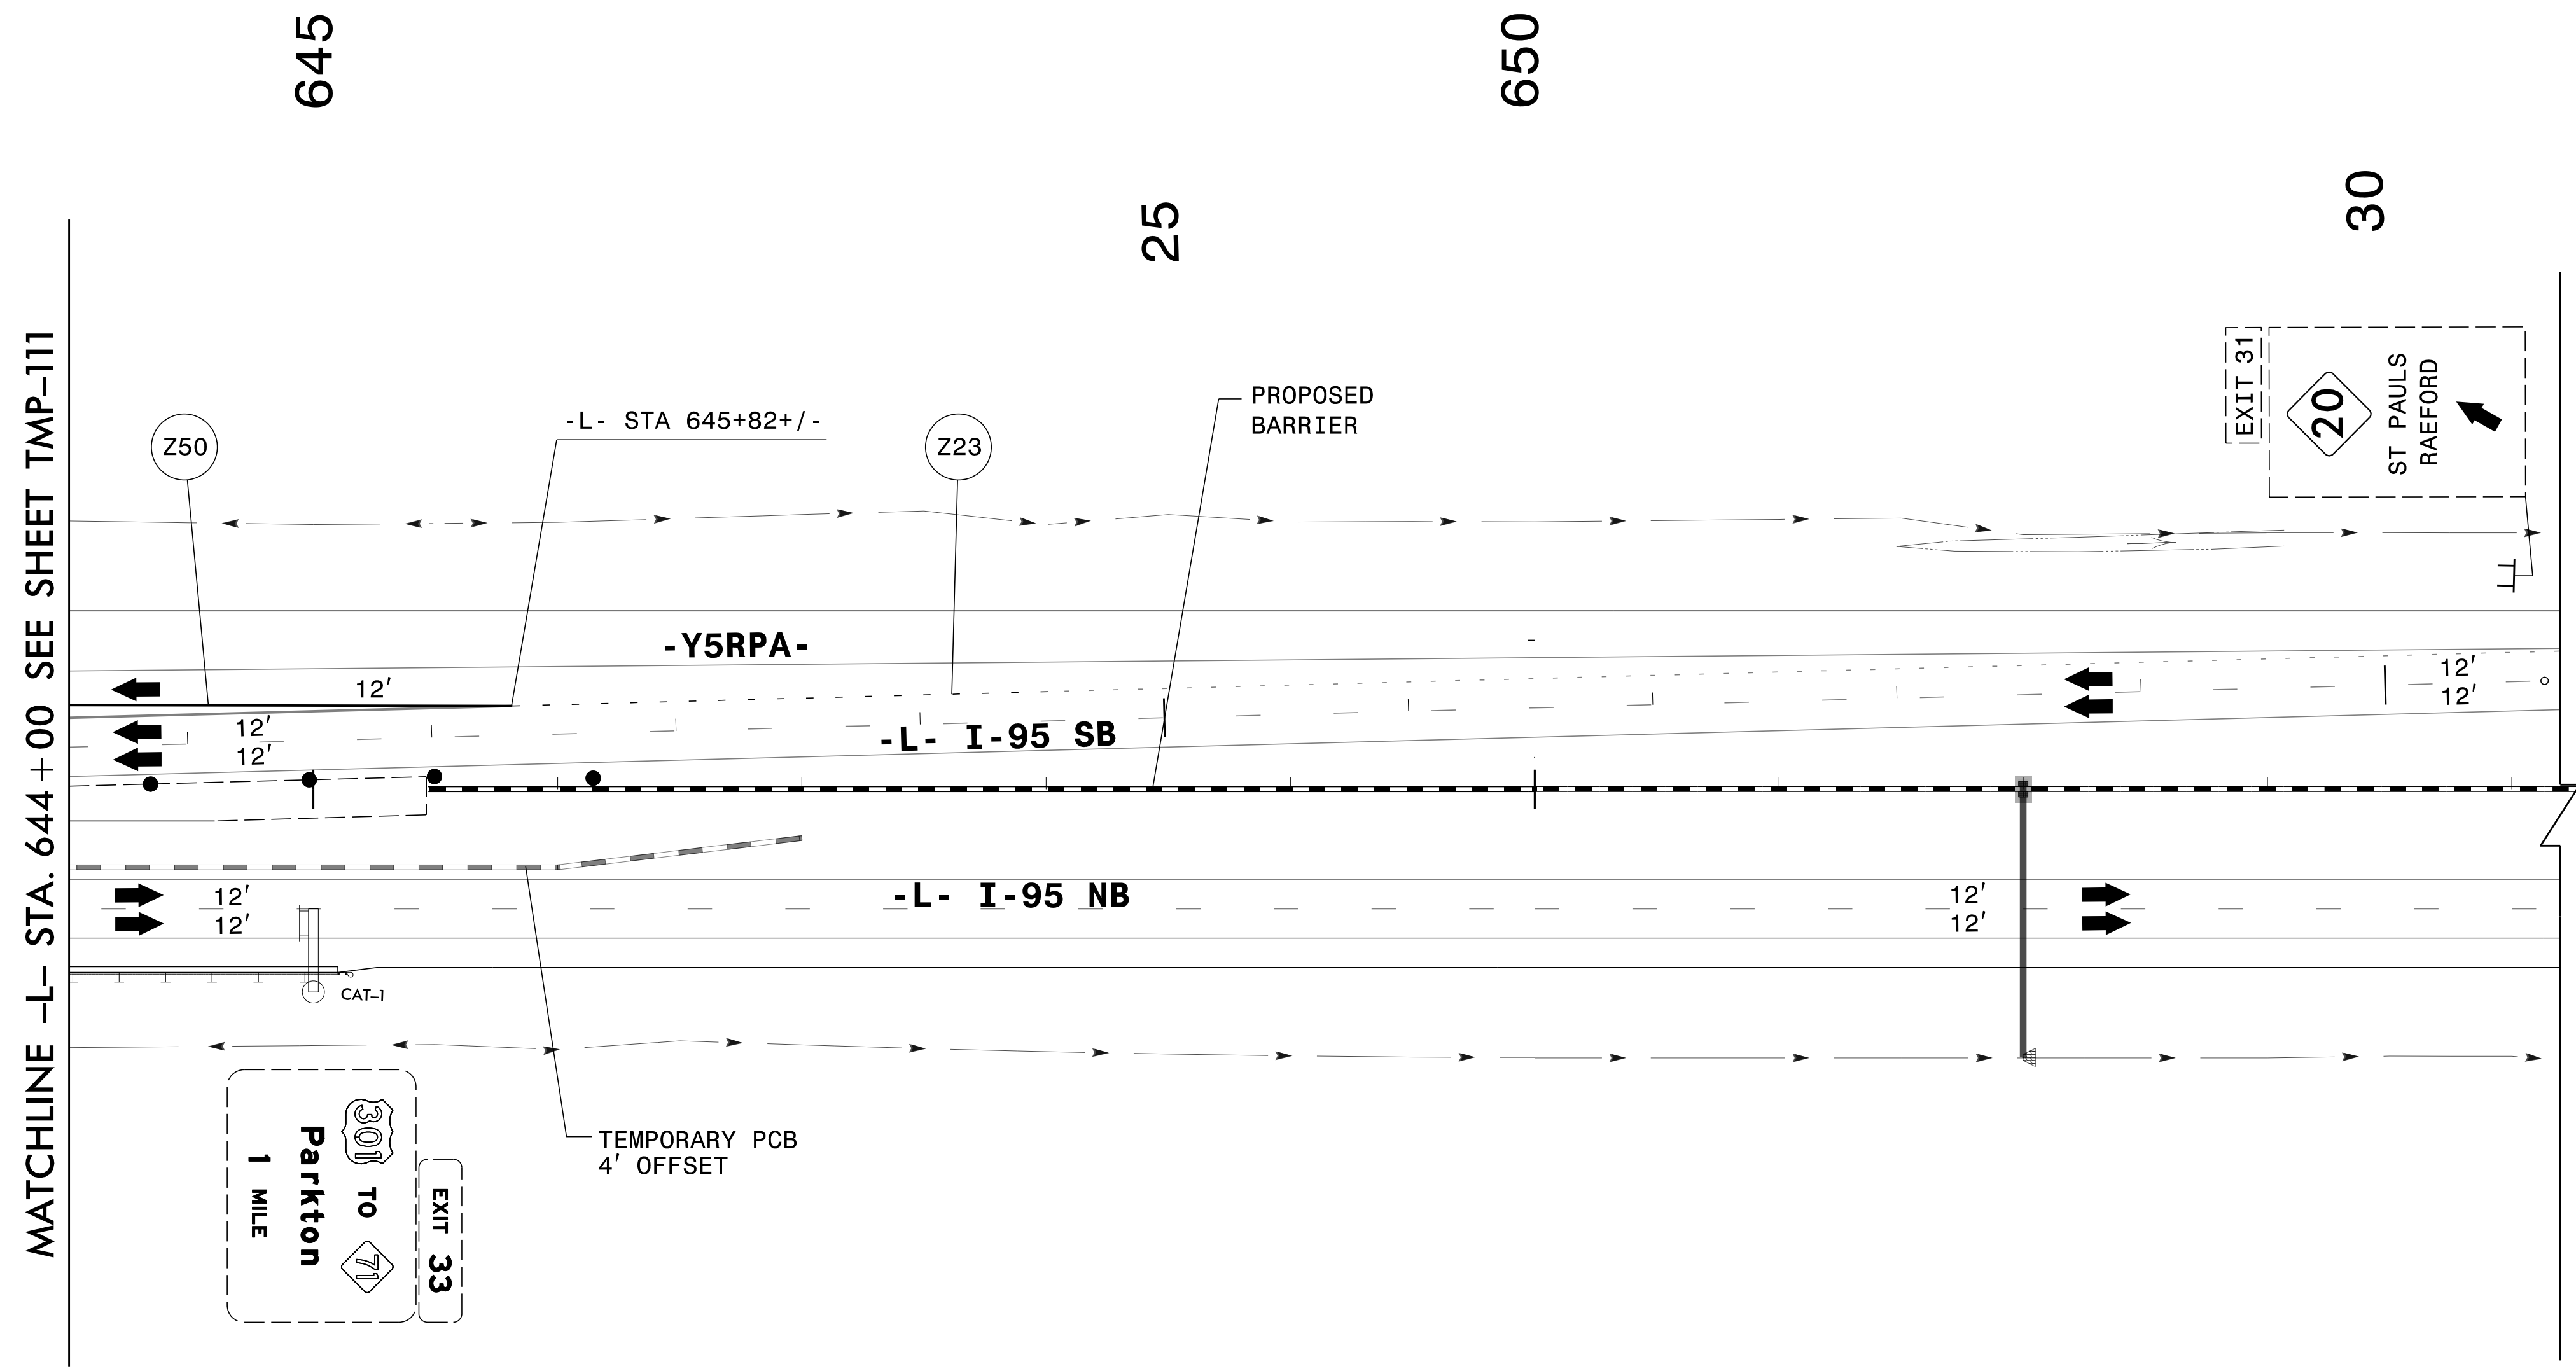 645
650
25
30
MATCHLINE -L- STA. 644+00 SEE SHEET TMP-111
EXIT 31
20
ST PAULS
RAEFORD
PROPOSED
BARRIER
-L- STA 645+82+/-
Z50
Z23
-Y5RPA-
12'
12'
12'
12'
12'
-L- I-95 SB
-L- I-95 NB
12'
12'
12'
12'
CAT-1
TEMPORARY PCB
4' OFFSET
EXIT 33
301 TO 71
Parkton
1 MILE